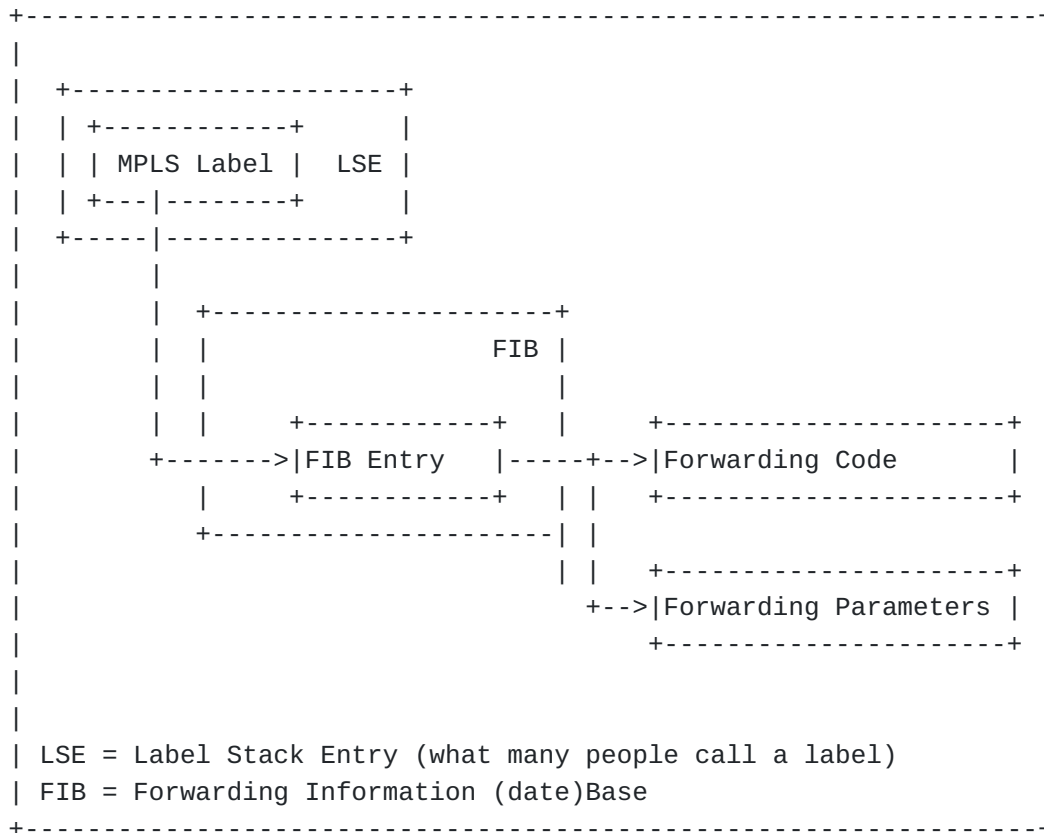 MPLS Label LSE
FIB
FIB Entry Forwarding Code
Forwarding Parameters
LSE = Label Stack Entry (what many people call a label)
FIB = Forwarding Information (date)Base